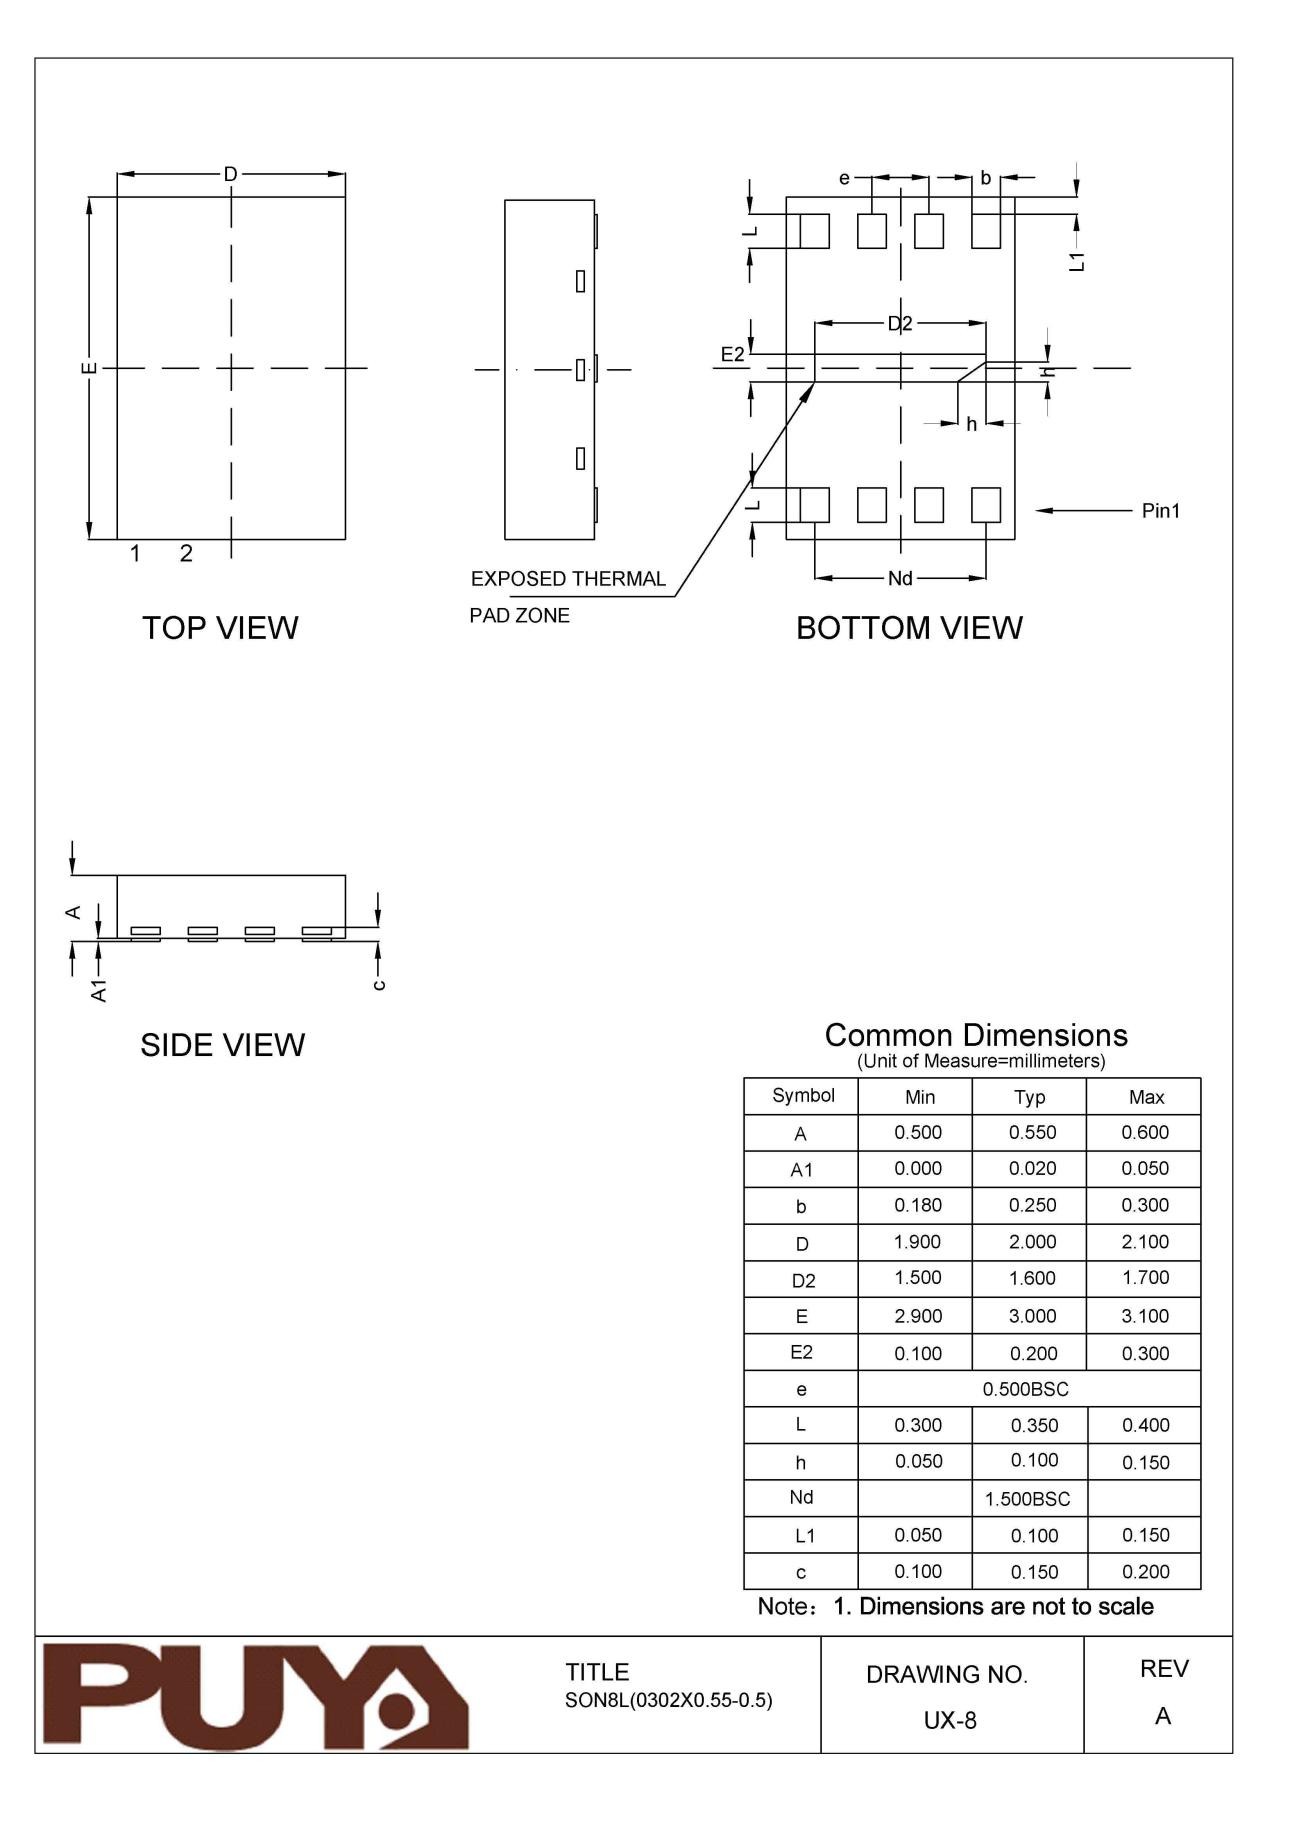 D
E
1 2
TOP VIEW
EXPOSED THERMAL
PAD ZONE
e
b
L
L1
D2
E2
h
h
L
Pin1
Nd
BOTTOM VIEW
A
A1
c
SIDE VIEW
Common Dimensions
(Unit of Measure=millimeters)
Symbol Min Typ Max
A 0.500 0.550 0.600
A1 0.000 0.020 0.050
b 0.180 0.250 0.300
D 1.900 2.000 2.100
D2 1.500 1.600 1.700
E 2.900 3.000 3.100
E2 0.100 0.200 0.300
e 0.500BSC
L 0.300 0.350 0.400
h 0.050 0.100 0.150
Nd 1.500BSC
L1 0.050 0.100 0.150
c 0.100 0.150 0.200
Note：1. Dimensions are not to scale
PUYA
TITLE
SON8L(0302X0.55-0.5)
DRAWING NO.
UX-8
REV
A